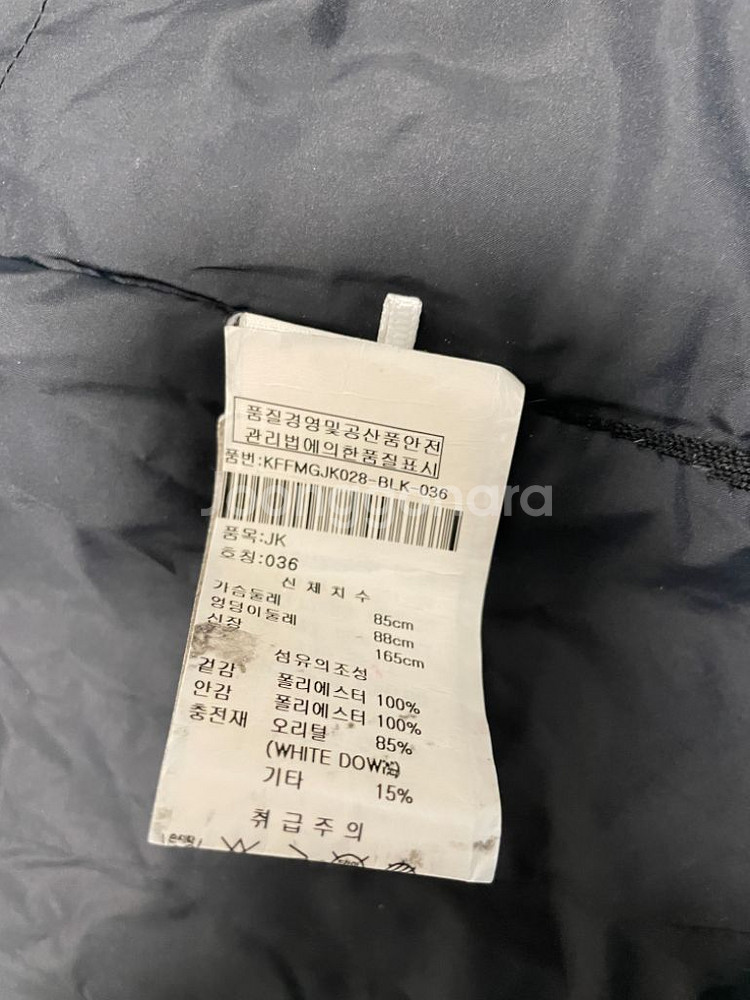 품질경영및공산품안전
관리법에의한품질표시
품번:KFFMGJK028-BLK-036
joonggonara
품목:JK
호칭:036
신 체 치 수
가슴둘레 85cm
엉덩이둘레 88cm
신장 165cm
섬유의조성
겉감 폴리에스터 100%
안감 폴리에스터 100%
충전재 오리털 85%
(WHITE DOWN)
기타 15%
취 급 주 의